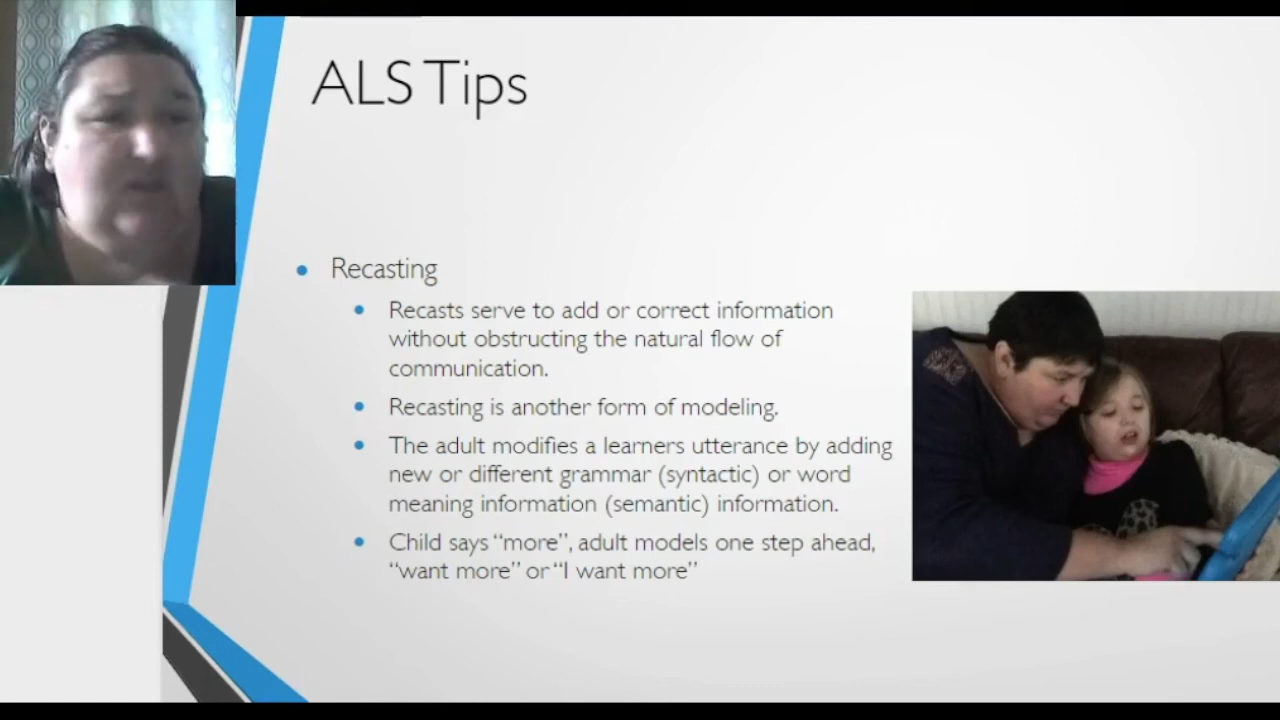 ALS Tips
Recasting
Recasts serve to add or correct information
without obstructing the natural flow of
communication.
Recasting is another form of modeling.
The adult modifies a learners utterance by adding
new or different grammar (syntactic) or word
meaning information (semantic) information.
Child says “more”, adult models one step ahead,
“want more” or “I want more”